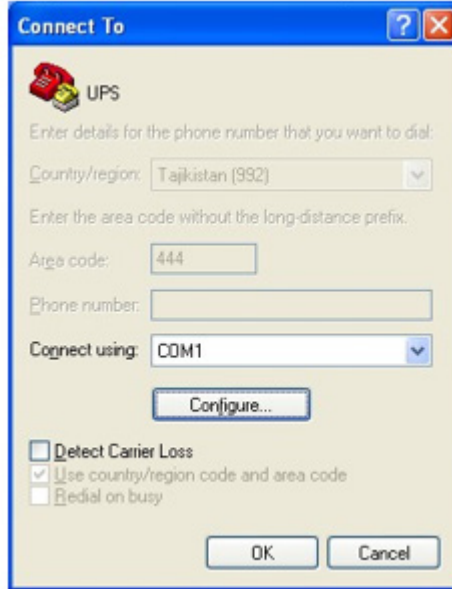 Connect To
UPS
Enter details for the phone number that you want to dial:
Country/region: Tajikistan (992)
Enter the area code without the long-distance prefix.
Area code: 444
Phone number:
Connect using: COM1
Configure...
Detect Carrier Loss
Use country/region code and area code
Redial on busy
OK Cancel